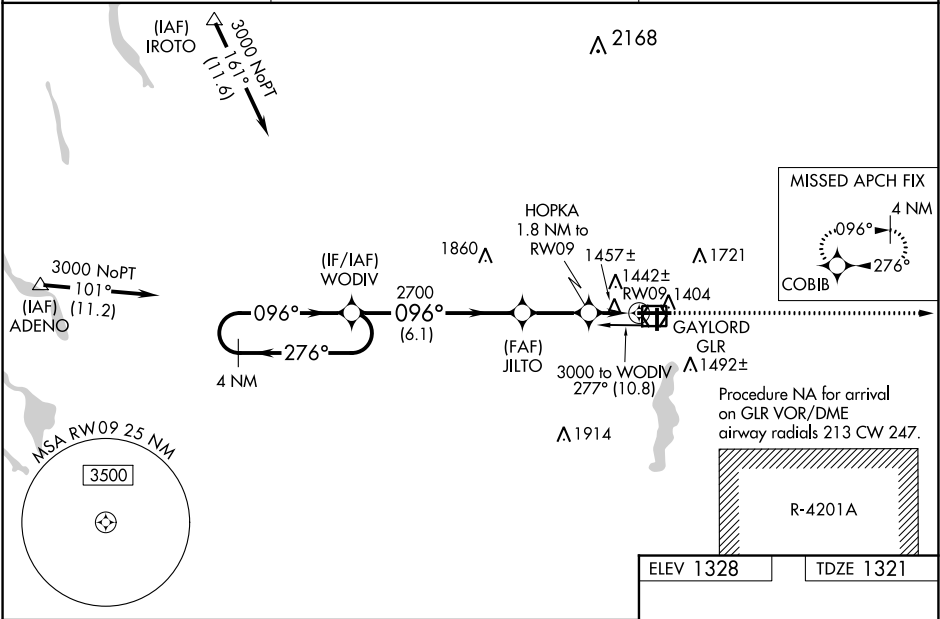 (IAF)
IROTO
3000 NoPT
161°
(11.6)
2168
MISSED APCH FIX
4 NM
096°
276°
COBIB
HOPKA
1.8 NM to
RW09
1860
1457±
1442±
1721
RW09
1404
3000 NoPT
101°
(11.2)
(IAF)
ADENO
(IF/IAF)
WODIV
096°
2700
096°
(6.1)
276°
4 NM
(FAF)
JILTO
GAYLORD
GLR
1492±
3000 to WODIV
277° (10.8)
1914
Procedure NA for arrival
on GLR VOR/DME
airway radials 213 CW 247.
R-4201A
MSA RW09 25 NM
3500
ELEV 1328
TDZE 1321